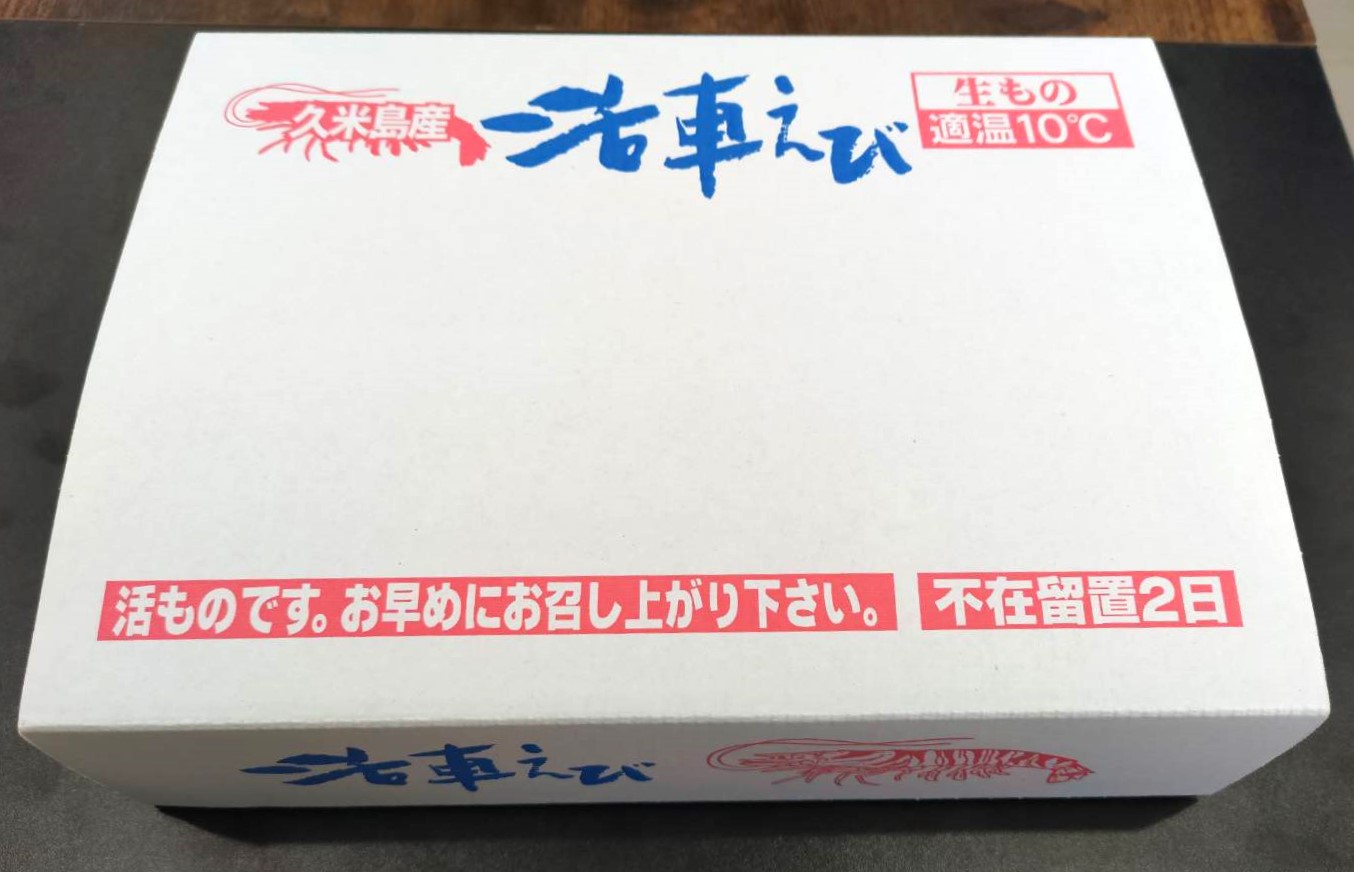 久米島産
活車えび
生もの
適温10℃
活ものです。お早めにお召し上がり下さい。
不在留置2日
活車えび